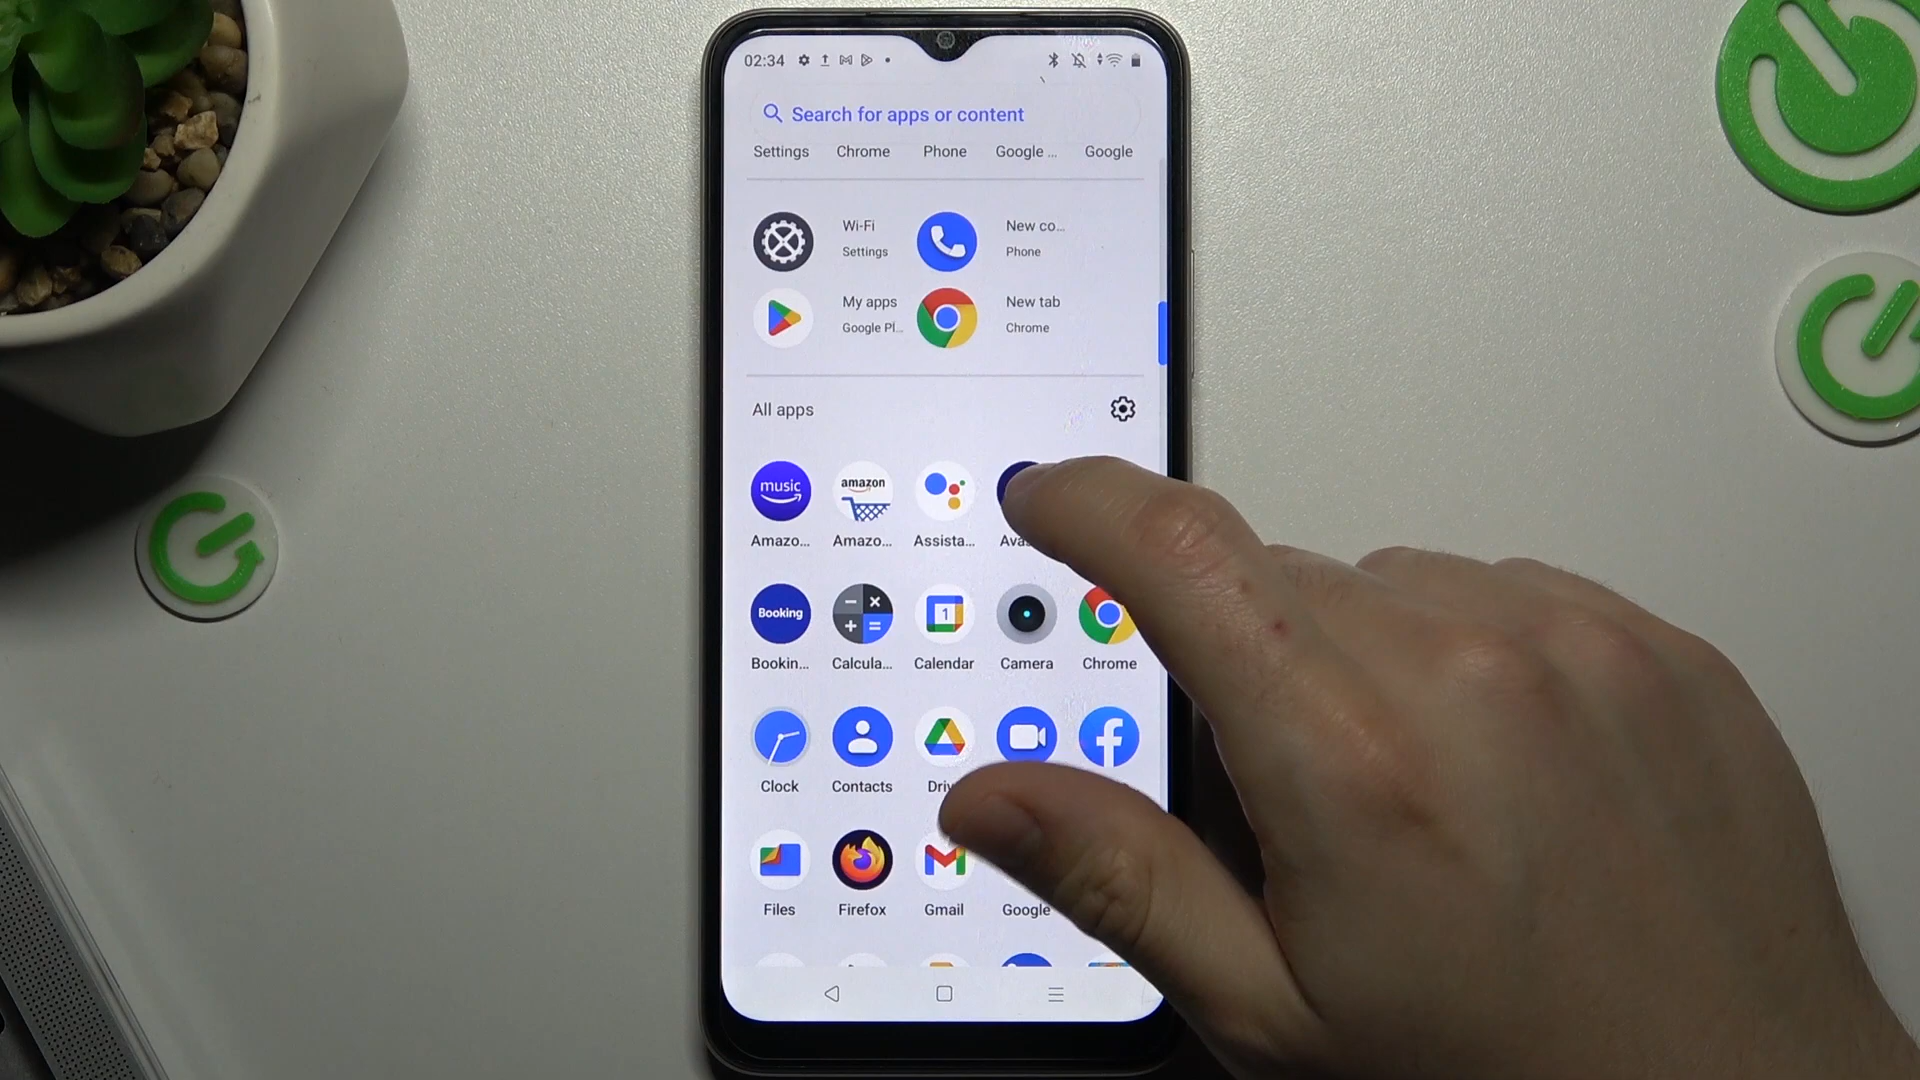 02:34
Search for apps or content
Settings Chrome Phone Google ... Google
Wi-Fi New co...
Settings Phone
My apps New tab
Google Pl... Chrome
All apps
music amazon
Amazo... Amazo... Assista...
Booking 1
Bookin... Calcula... Calendar Camera Chrome
Clock Contacts
Files Firefox Gmail Google